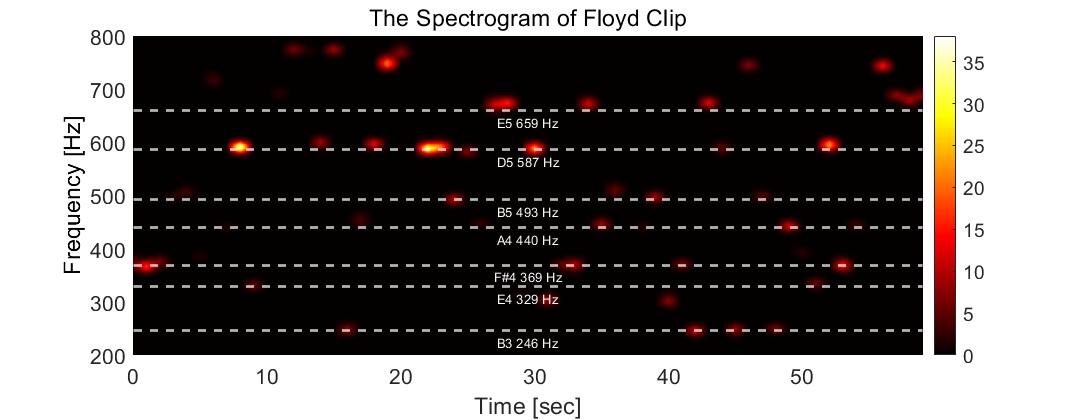 The Spectrogram of Floyd Clip
800
700
600
500
400
300
200
Frequency [Hz]
E5 659 Hz
D5 587 Hz
B5 493 Hz
A4 440 Hz
F#4 369 Hz
E4 329 Hz
B3 246 Hz
0 10 20 30 40 50
Time [sec]
35
30
25
20
15
10
5
0